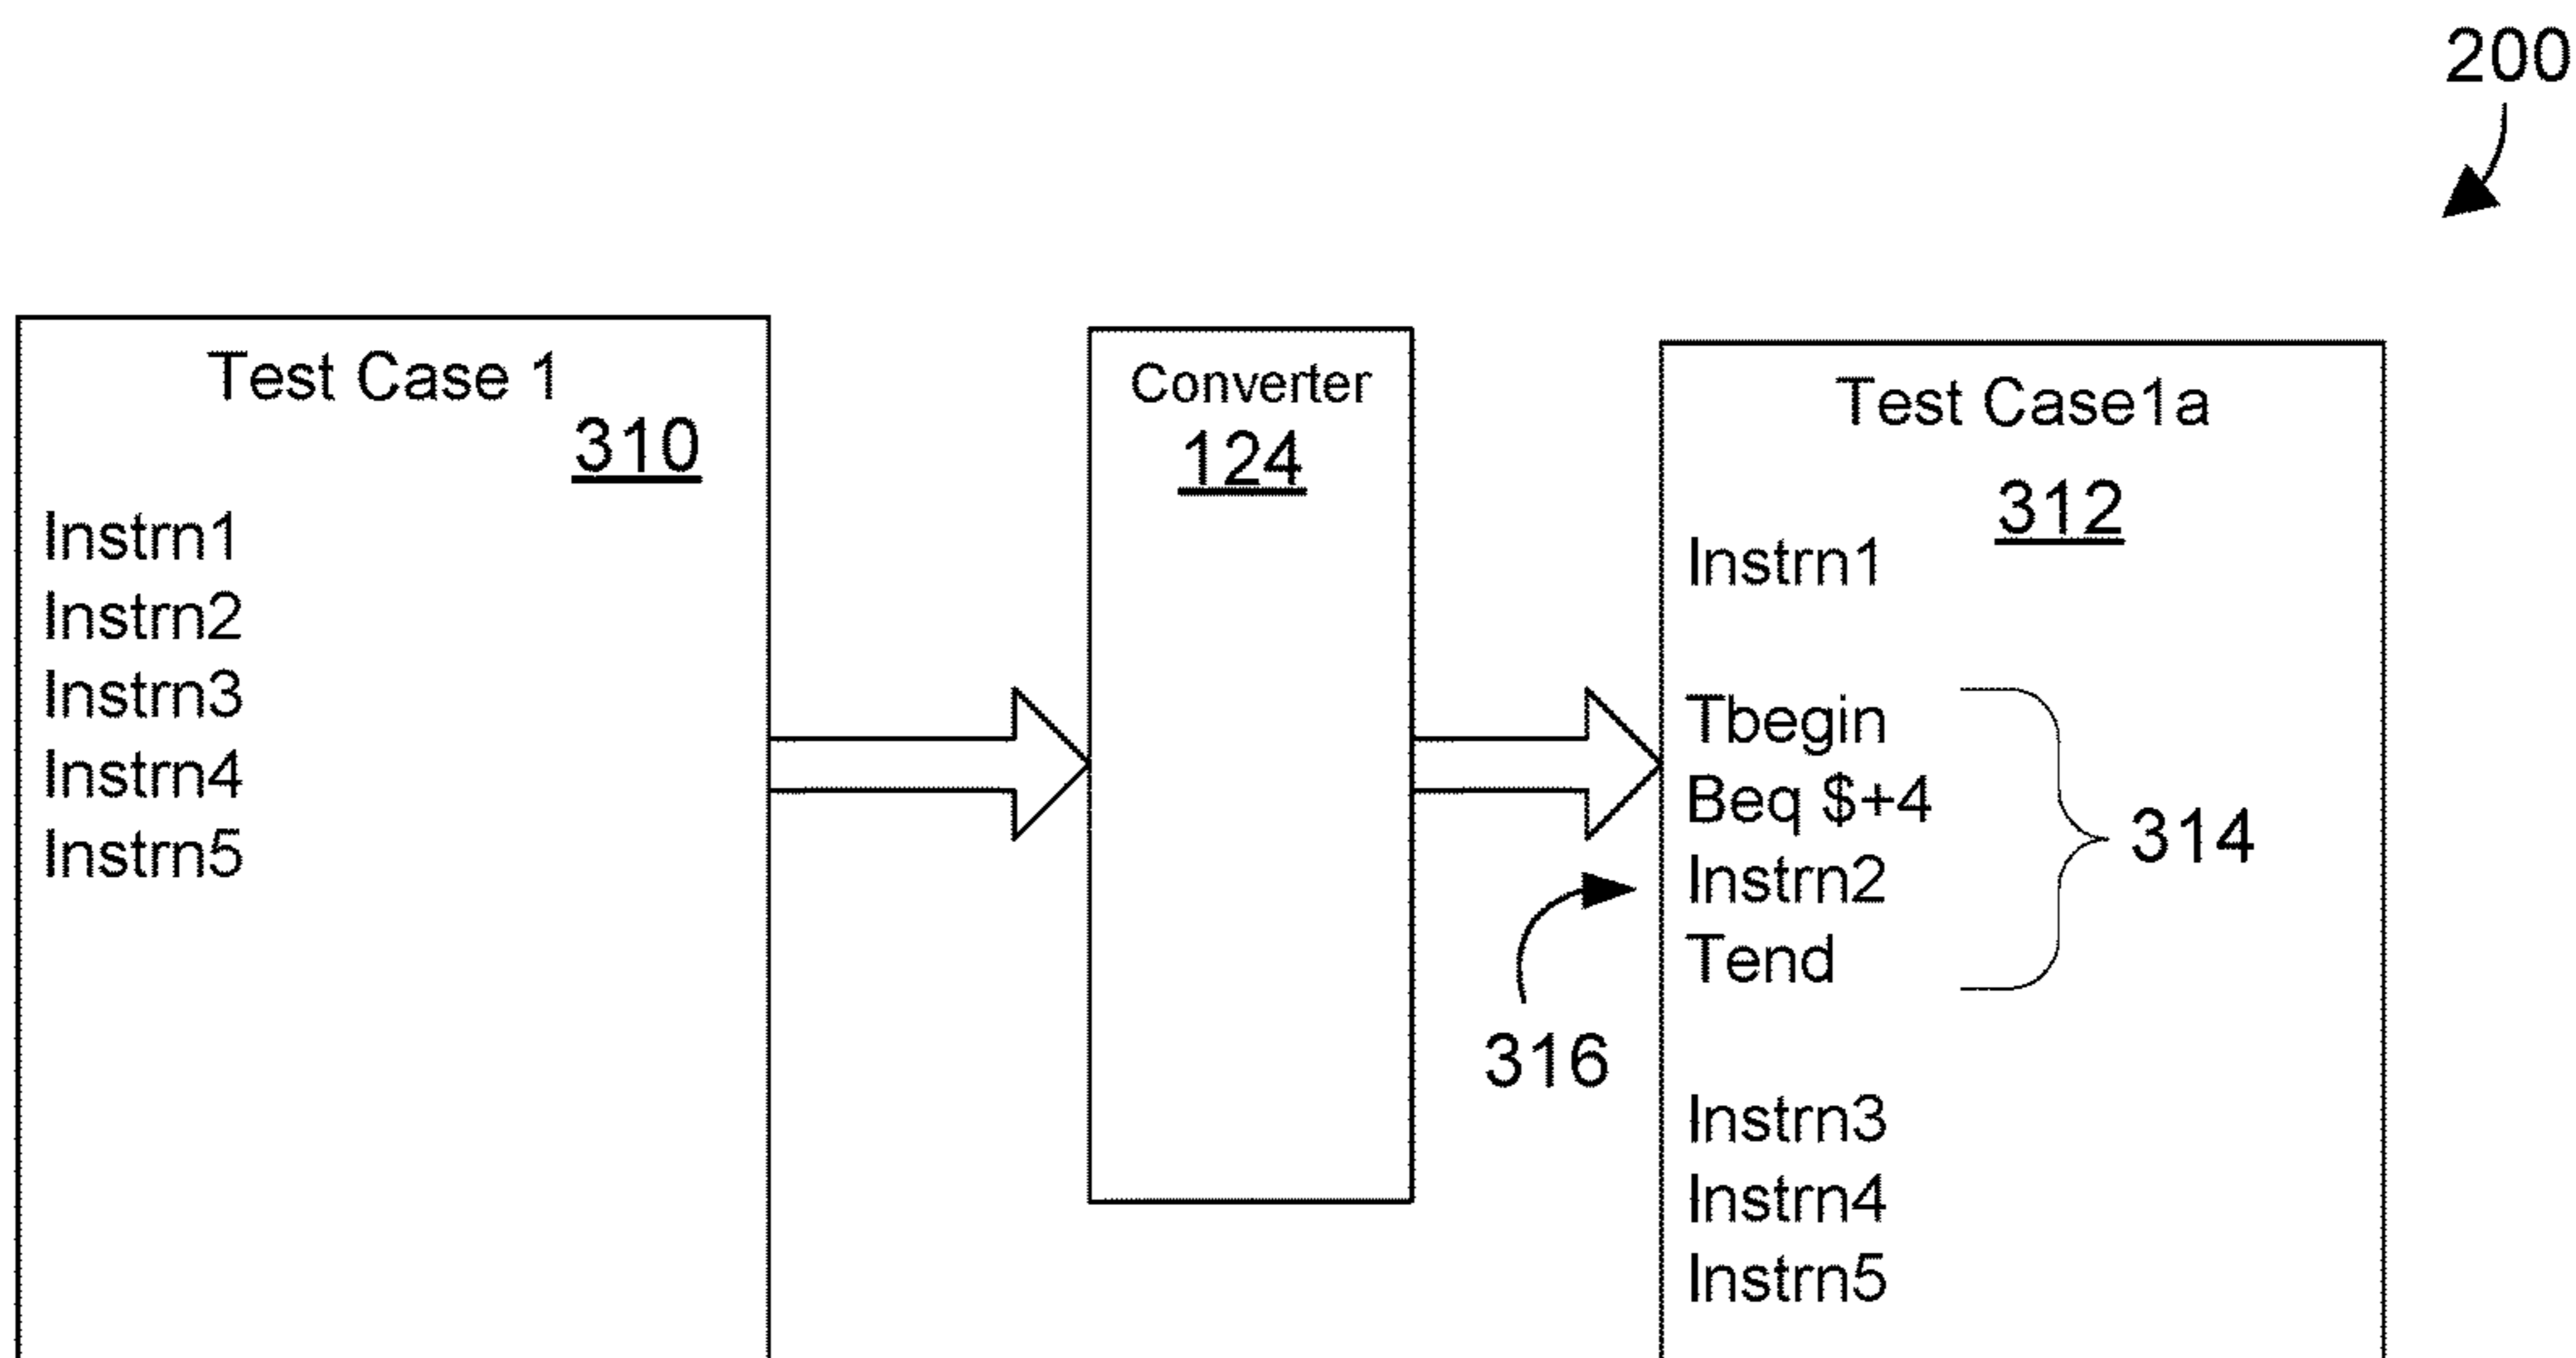 200
Test Case 1
310
Instrn1
Instrn2
Instrn3
Instrn4
Instrn5
Converter
124
Test Case1a
312
Instrn1
Tbegin
Beq $+4
Instrn2
Tend
314
316
Instrn3
Instrn4
Instrn5